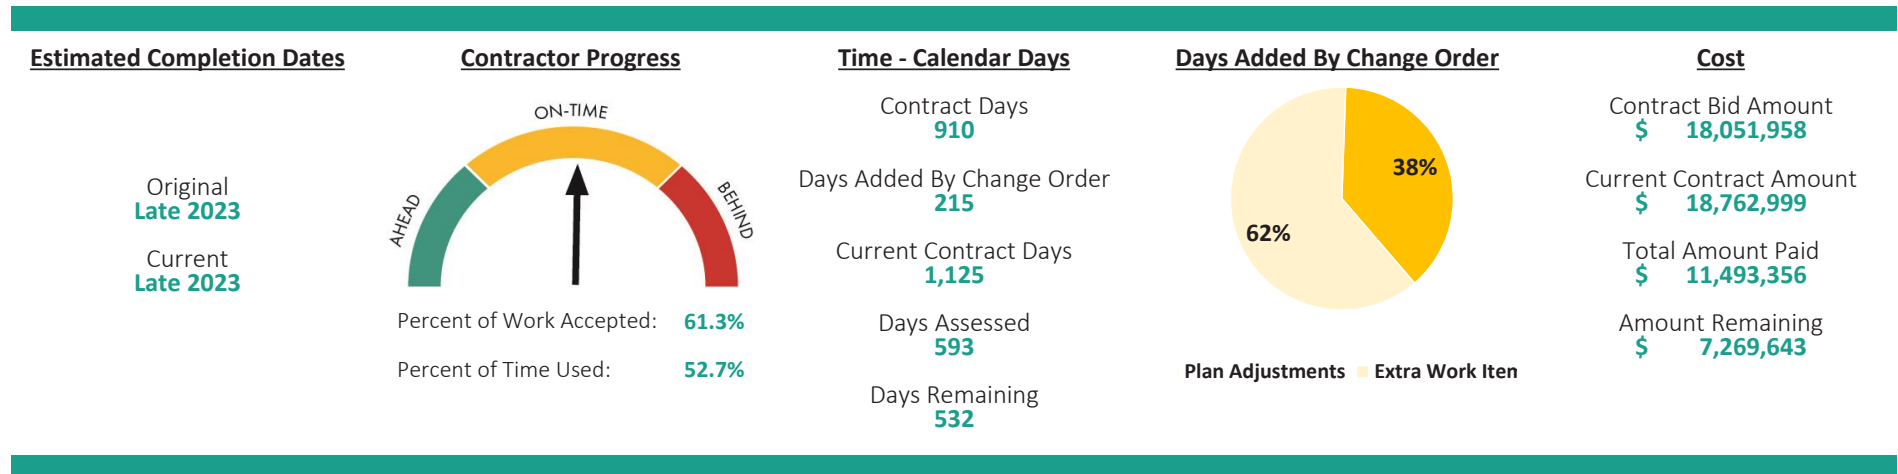 Estimated Completion Dates
Original
Late 2023
Current
Late 2023
Contractor Progress
ON-TIME
AHEAD
BEHIND
Percent of Work Accepted: 61.3%
Percent of Time Used: 52.7%
Time - Calendar Days
Contract Days
910
Days Added By Change Order
215
Current Contract Days
1,125
Days Assessed
593
Days Remaining
532
Days Added By Change Order
38%
62%
Plan Adjustments Extra Work Iten
Cost
Contract Bid Amount
$ 18,051,958
Current Contract Amount
$ 18,762,999
Total Amount Paid
$ 11,493,356
Amount Remaining
$ 7,269,643